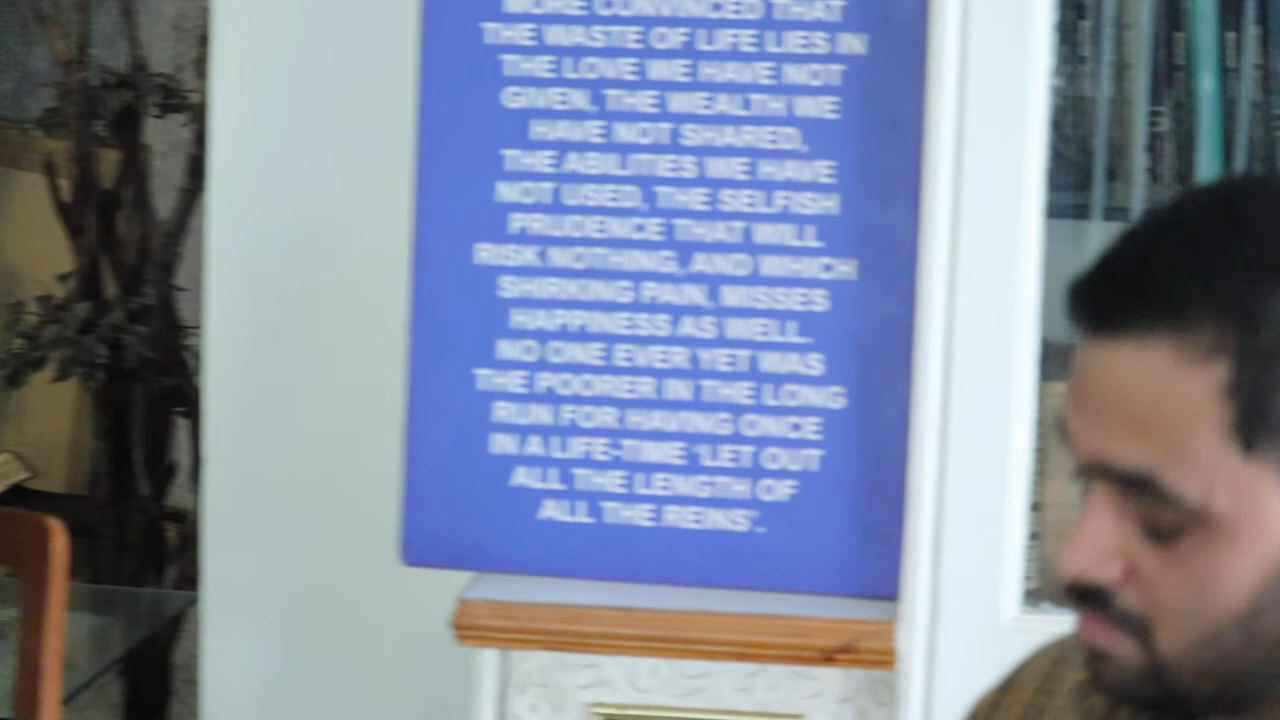 MORE CONVINCED THAT
THE WASTE OF LIFE LIES IN
THE LOVE WE HAVE NOT
GIVEN, THE WEALTH WE
HAVE NOT SHARED,
THE ABILITIES WE HAVE
NOT USED, THE SELFISH
PRUDENCE THAT WILL
RISK NOTHING, AND WHICH
SHIRKING PAIN, MISSES
HAPPINESS AS WELL.
NO ONE EVER YET WAS
THE POORER IN THE LONG
RUN FOR HAVING ONCE
IN A LIFE-TIME 'LET OUT
ALL THE LENGTH OF
ALL THE REINS'.